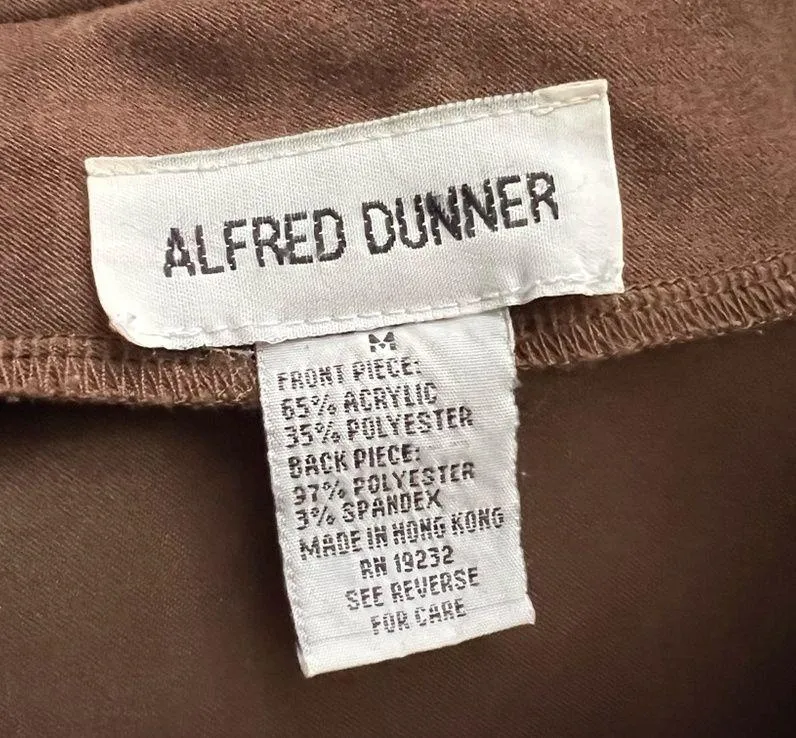 ALFRED DUNNER
M
FRONT PIECE:
65% ACRYLIC
35% POLYESTER
BACK PIECE:
97% POLYESTER
3% SPANDEX
MADE IN HONG KONG
RN 19232
SEE REVERSE
FOR CARE